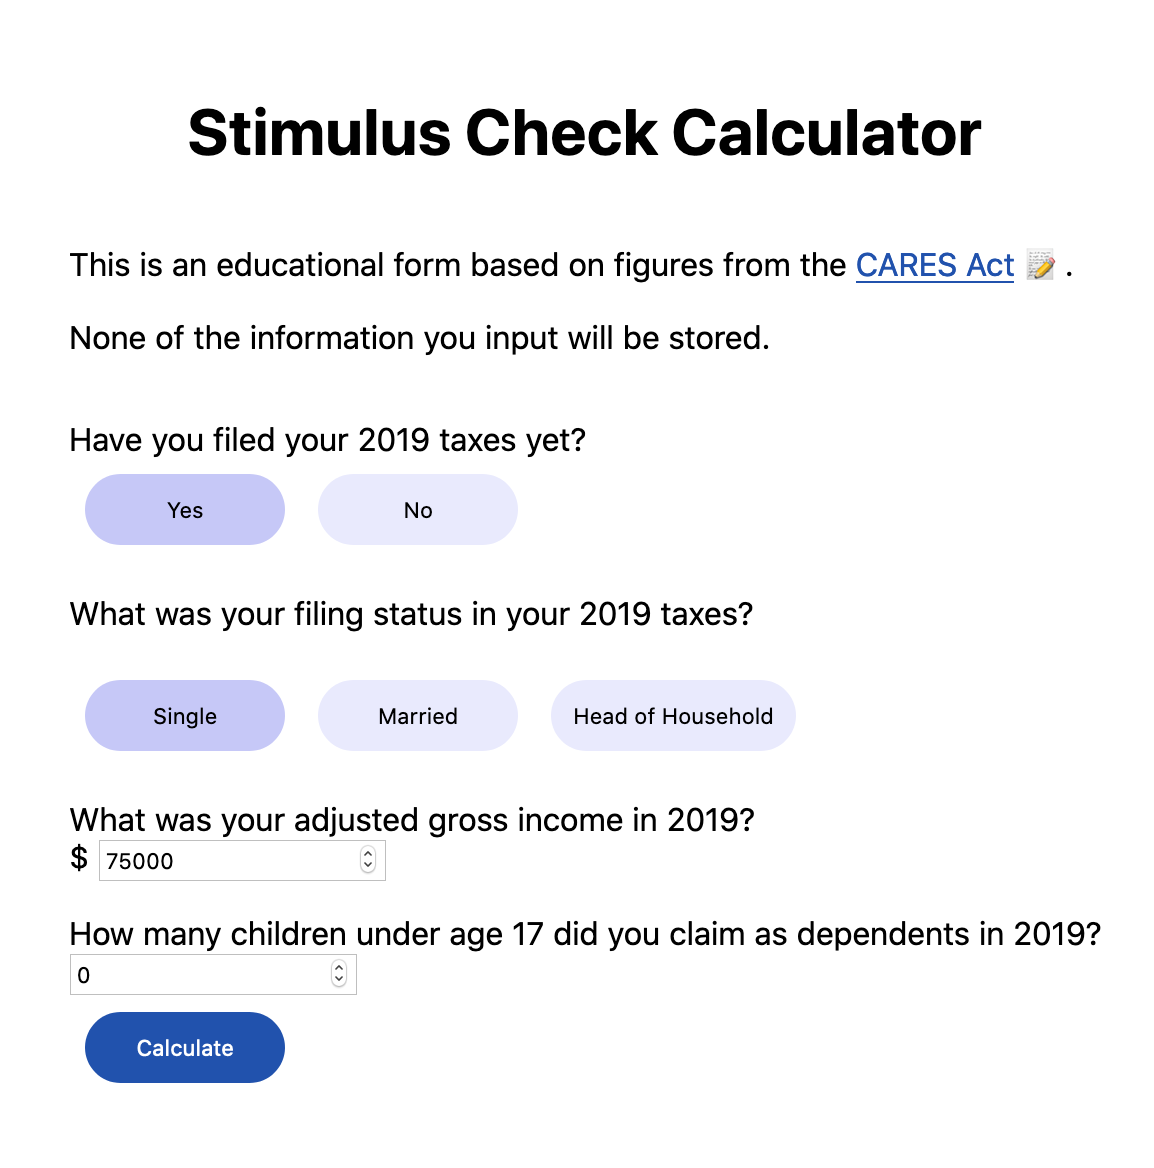 Stimulus Check Calculator
This is an educational form based on figures from the CARES Act 📝 .
None of the information you input will be stored.
Have you filed your 2019 taxes yet?
Yes No
What was your filing status in your 2019 taxes?
Single Married Head of Household
What was your adjusted gross income in 2019?
$ 75000
How many children under age 17 did you claim as dependents in 2019?
0
Calculate